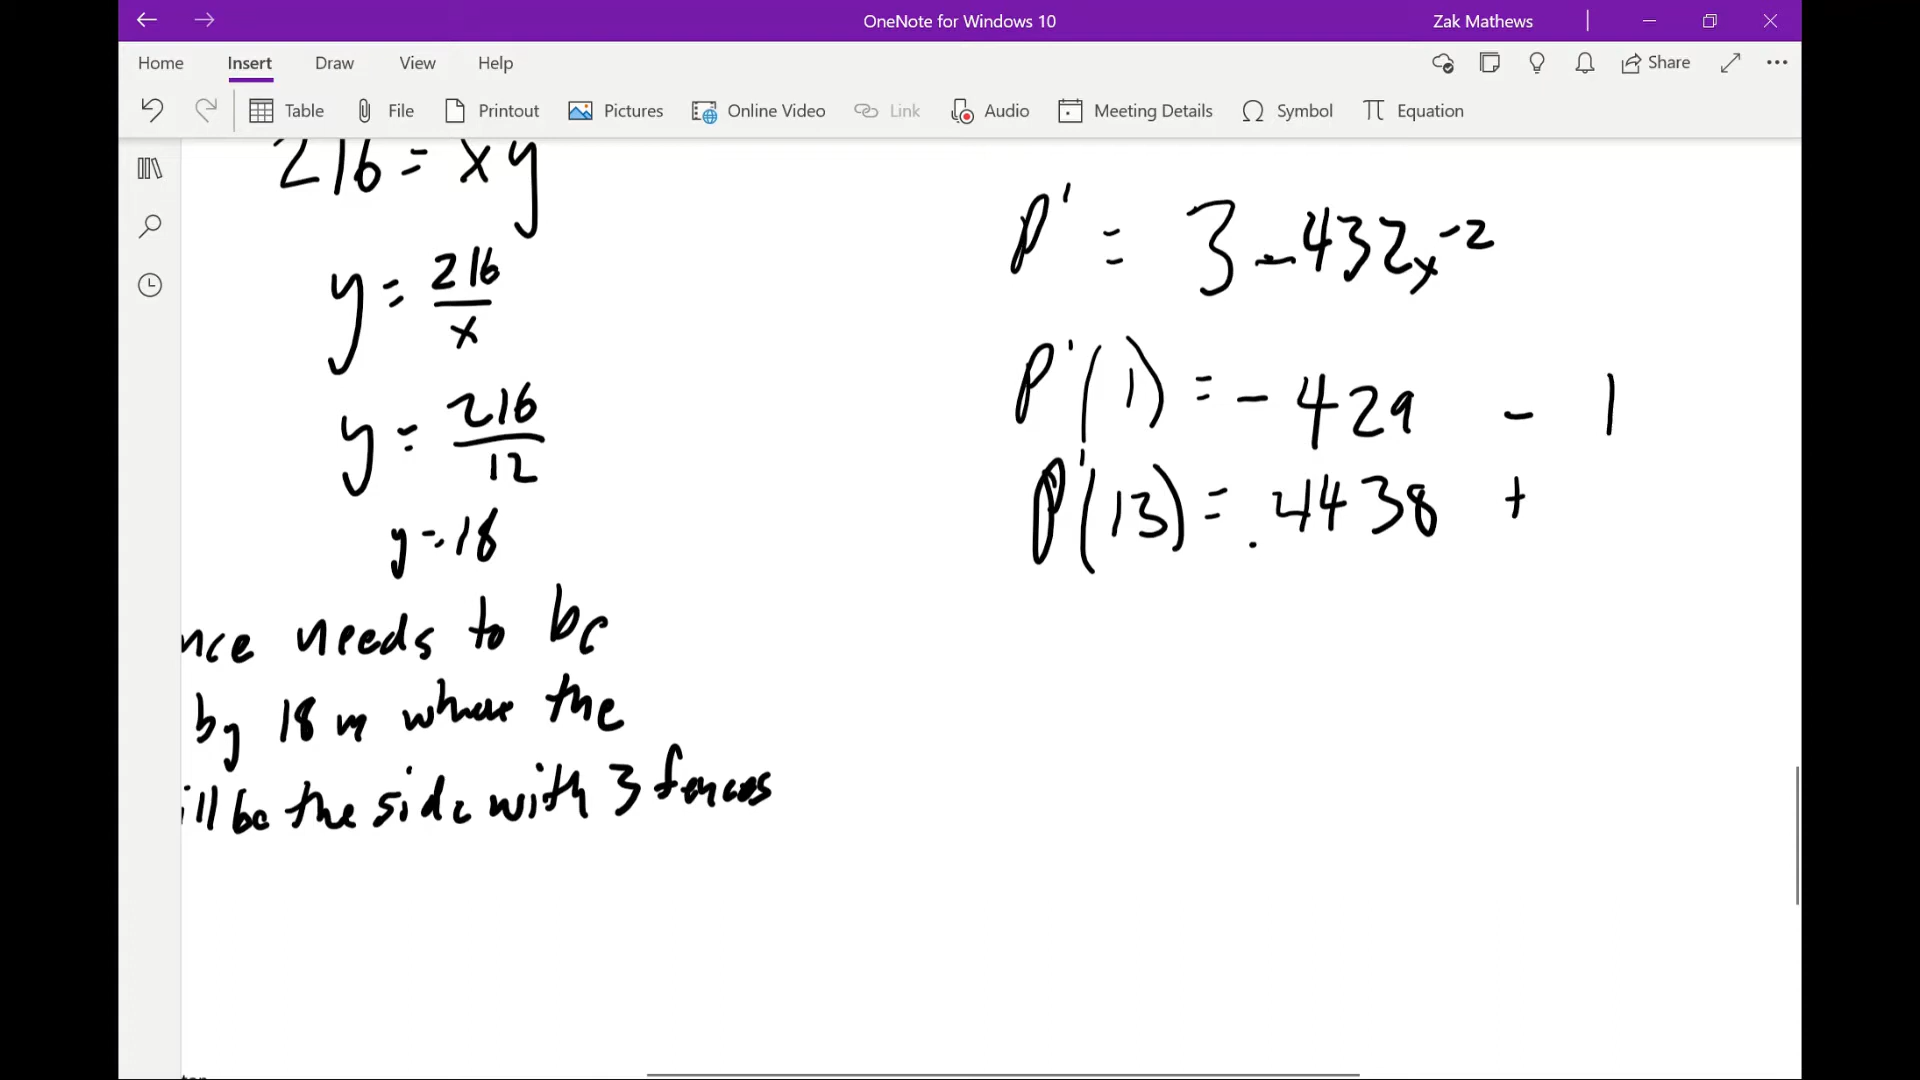 OneNote for Windows 10
Zak Mathews
Home Insert Draw View Help
Share
Table File Printout Pictures Online Video Link Audio Meeting Details Symbol Equation
216 = xy
y = 216/x
y = 216/12
y = 18
nce needs to be
by 18 m where the
ill be the side with 3 fences
P' = 3 - 432x^-2
P'(1) = - 429 - 1
P'(13) = .4438 +